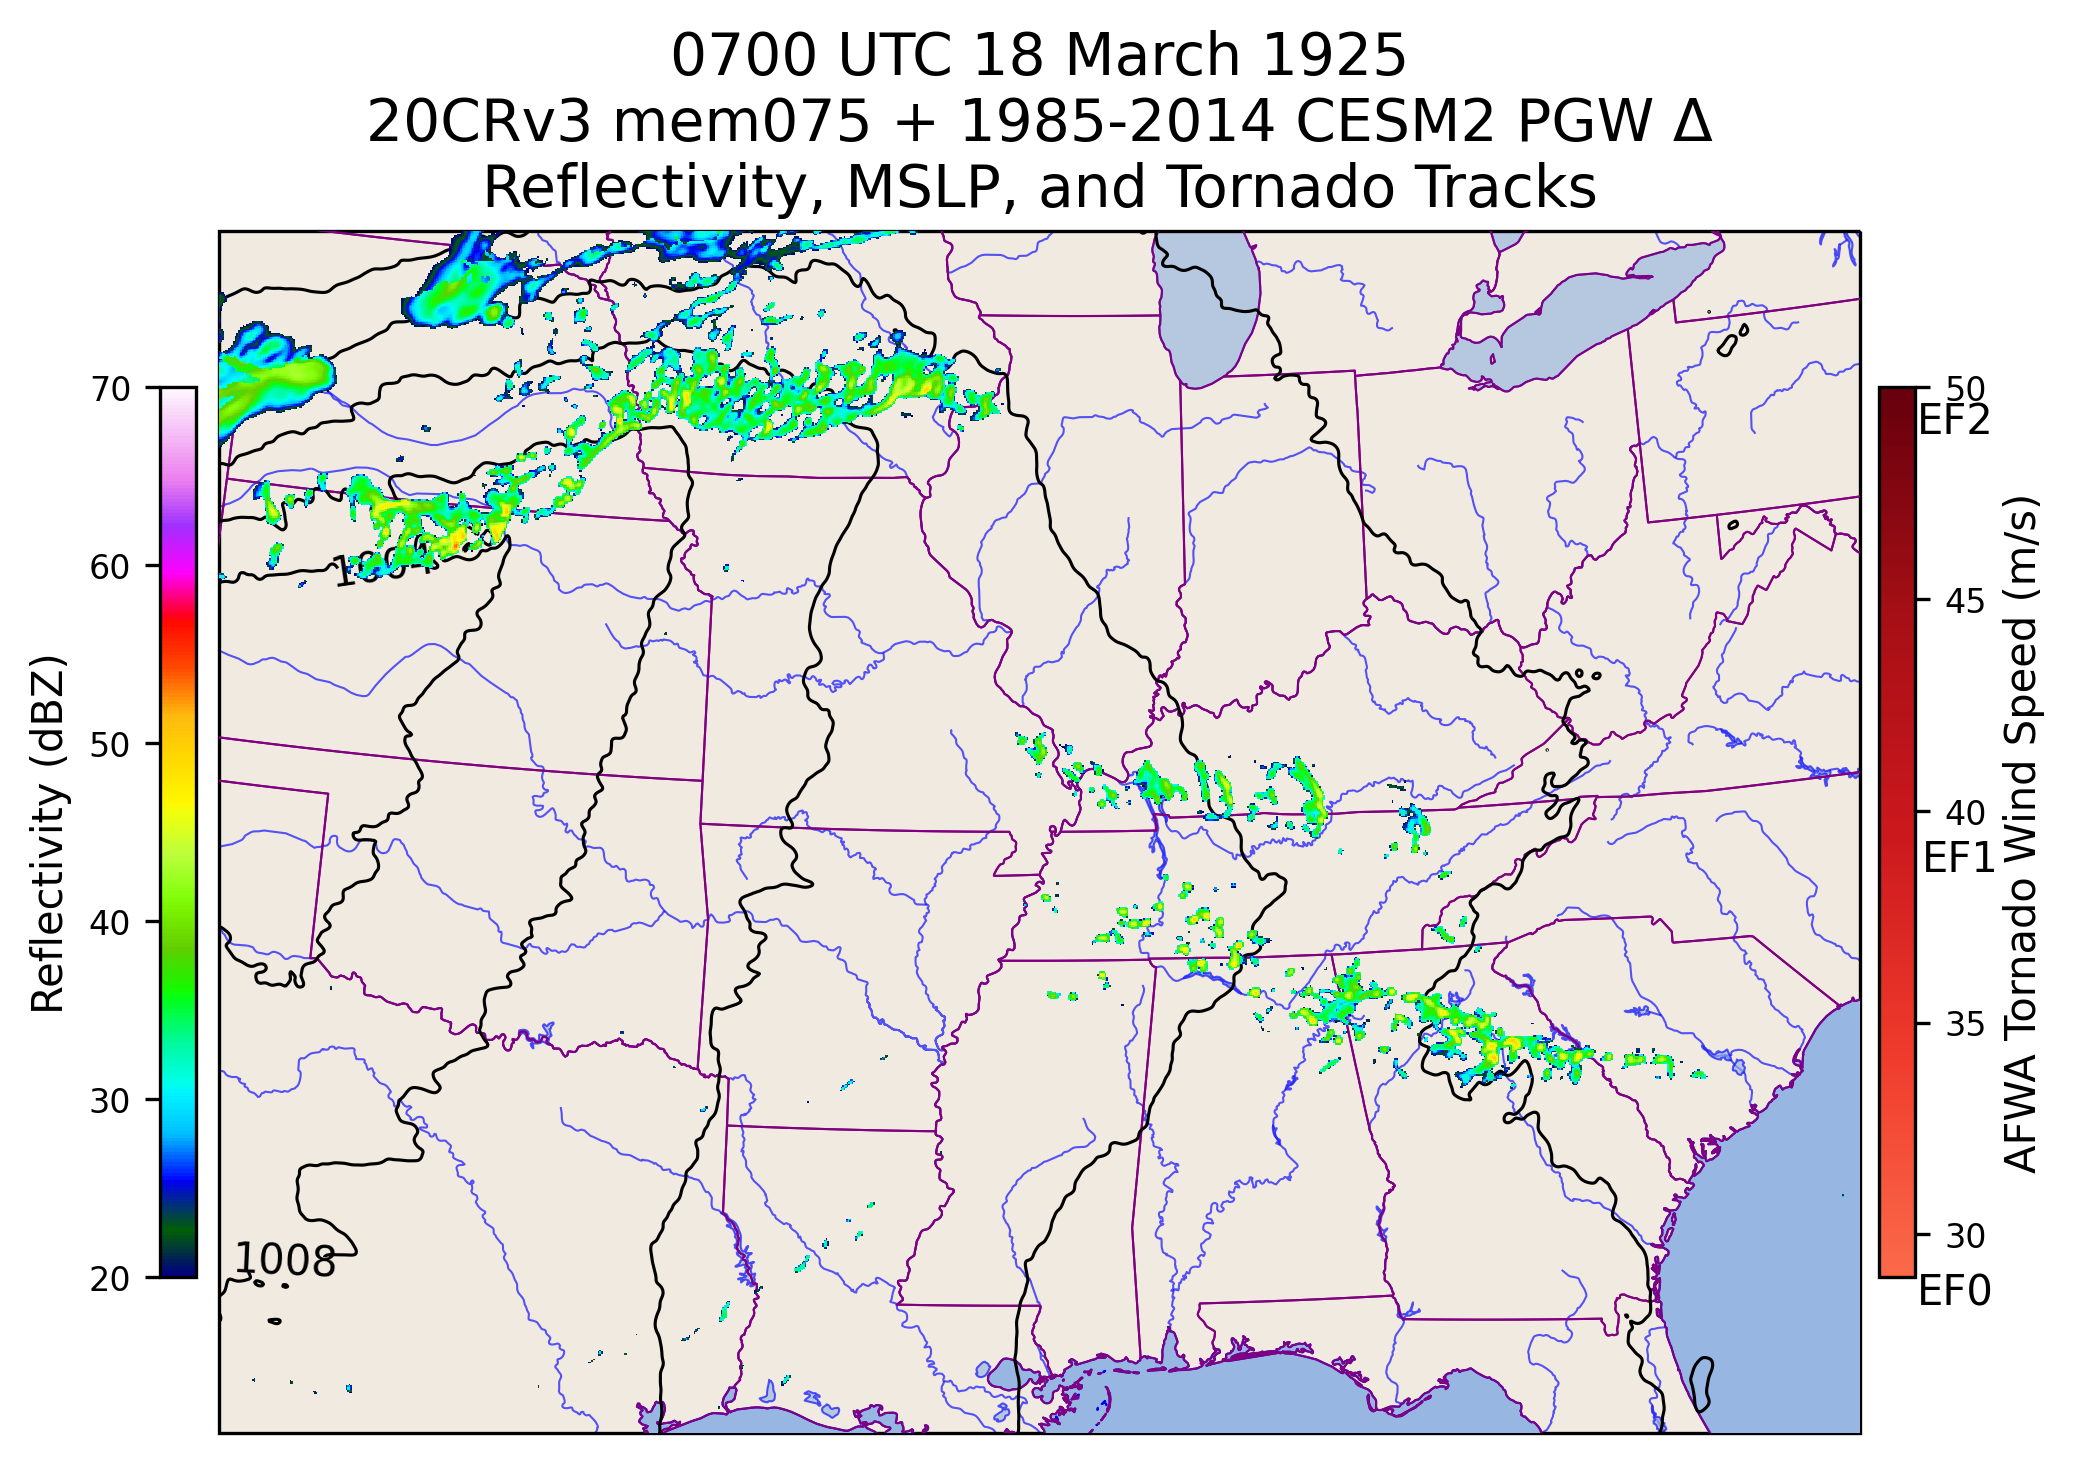 0700 UTC 18 March 1925
20CRv3 mem075 + 1985-2014 CESM2 PGW Δ
Reflectivity, MSLP, and Tornado Tracks
70
60
50
40
30
20
Reflectivity (dBZ)
1008
50
EF2
45
40
EF1
35
30
EF0
AFWA Tornado Wind Speed (m/s)